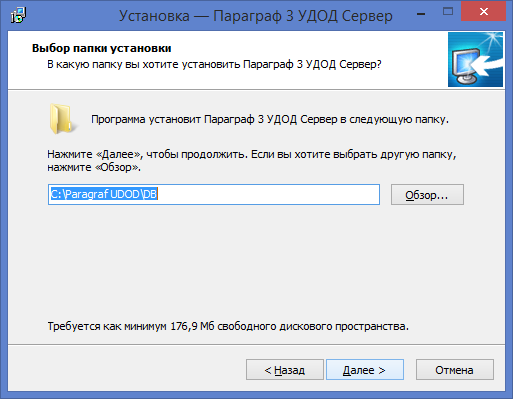 Установка — Параграф 3 УДОД Сервер
Выбор папки установки
В какую папку вы хотите установить Параграф 3 УДОД Сервер?
Программа установит Параграф 3 УДОД Сервер в следующую папку.
Нажмите «Далее», чтобы продолжить. Если вы хотите выбрать другую папку,
нажмите «Обзор».
C:\Paragraf UDOD\DB
Обзор...
Требуется как минимум 176,9 Мб свободного дискового пространства.
< Назад
Далее >
Отмена